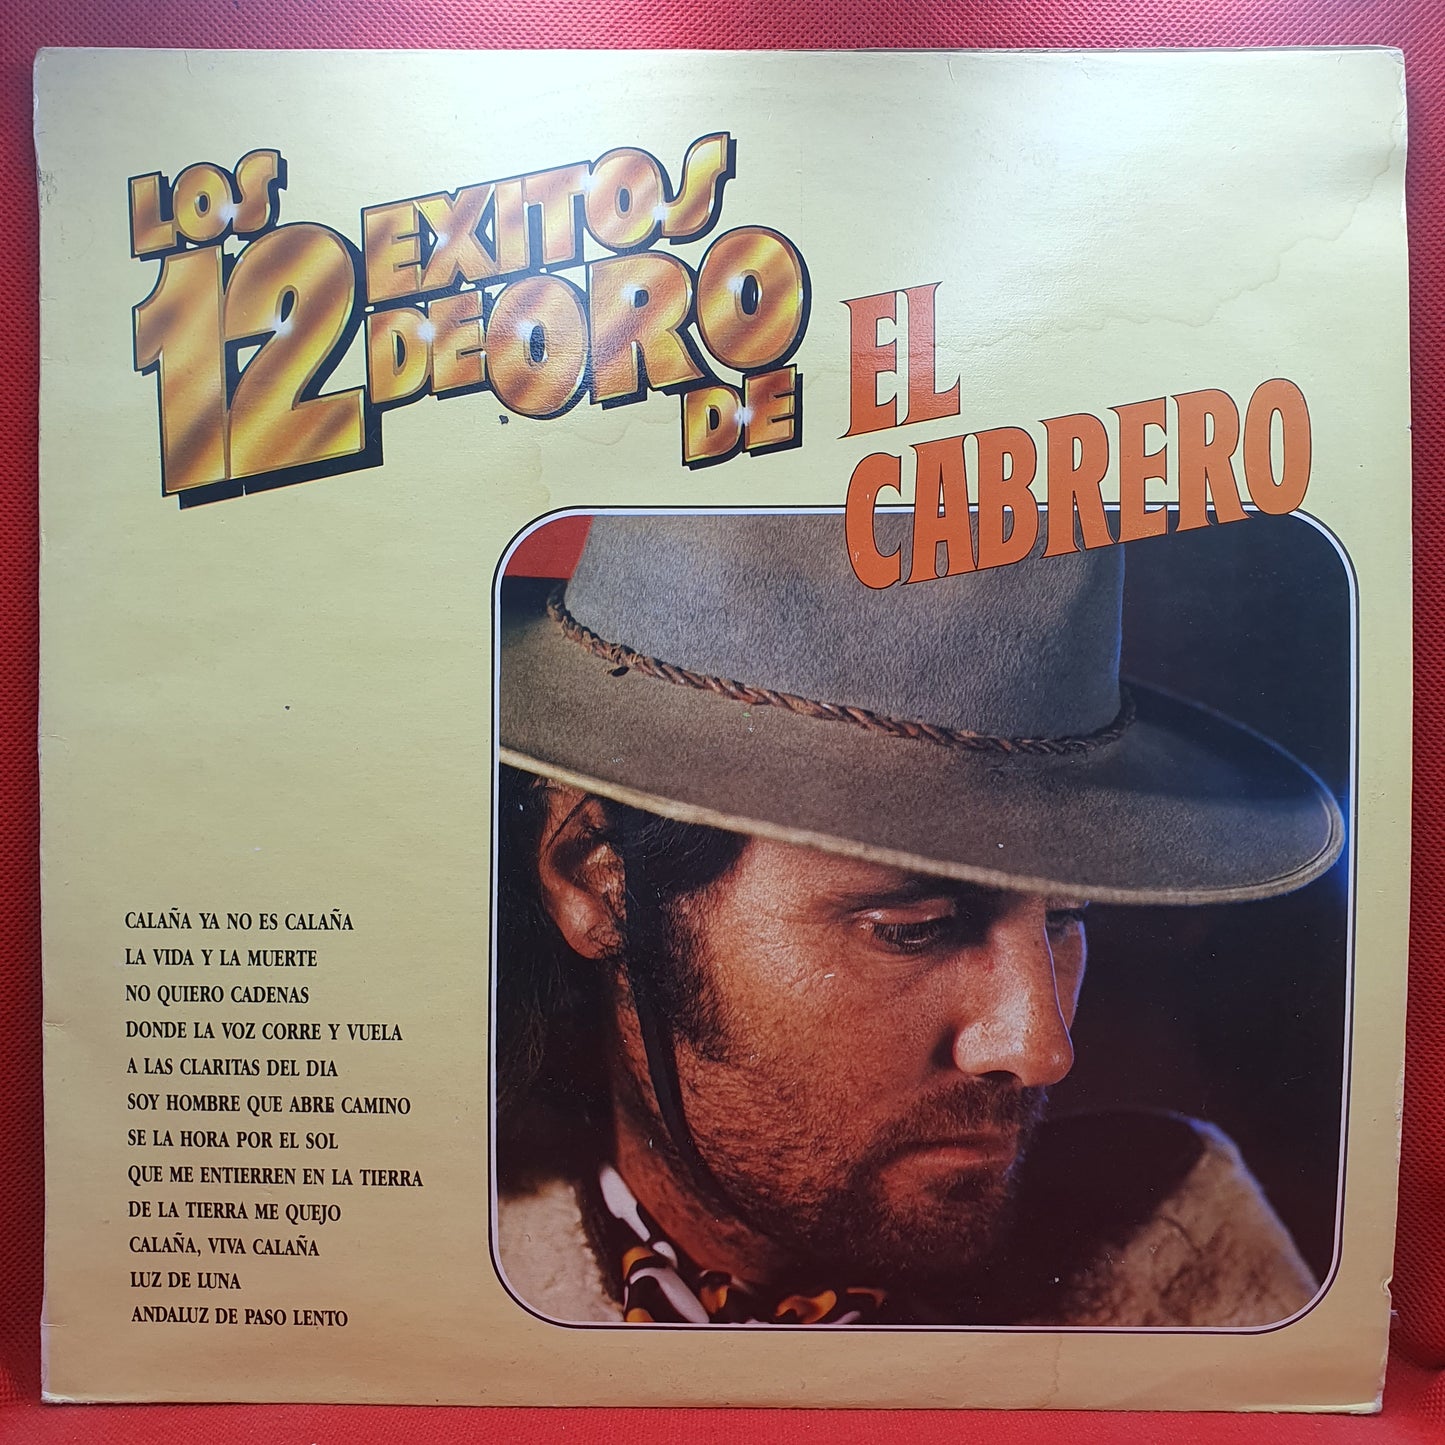 LOS
12 EXITOS
DE ORO
DE
EL
CABRERO
CALAÑA YA NO ES CALAÑA
LA VIDA Y LA MUERTE
NO QUIERO CADENAS
DONDE LA VOZ CORRE Y VUELA
A LAS CLARITAS DEL DIA
SOY HOMBRE QUE ABRE CAMINO
SE LA HORA POR EL SOL
QUE ME ENTIERREN EN LA TIERRA
DE LA TIERRA ME QUEJO
CALAÑA, VIVA CALAÑA
LUZ DE LUNA
ANDALUZ DE PASO LENTO